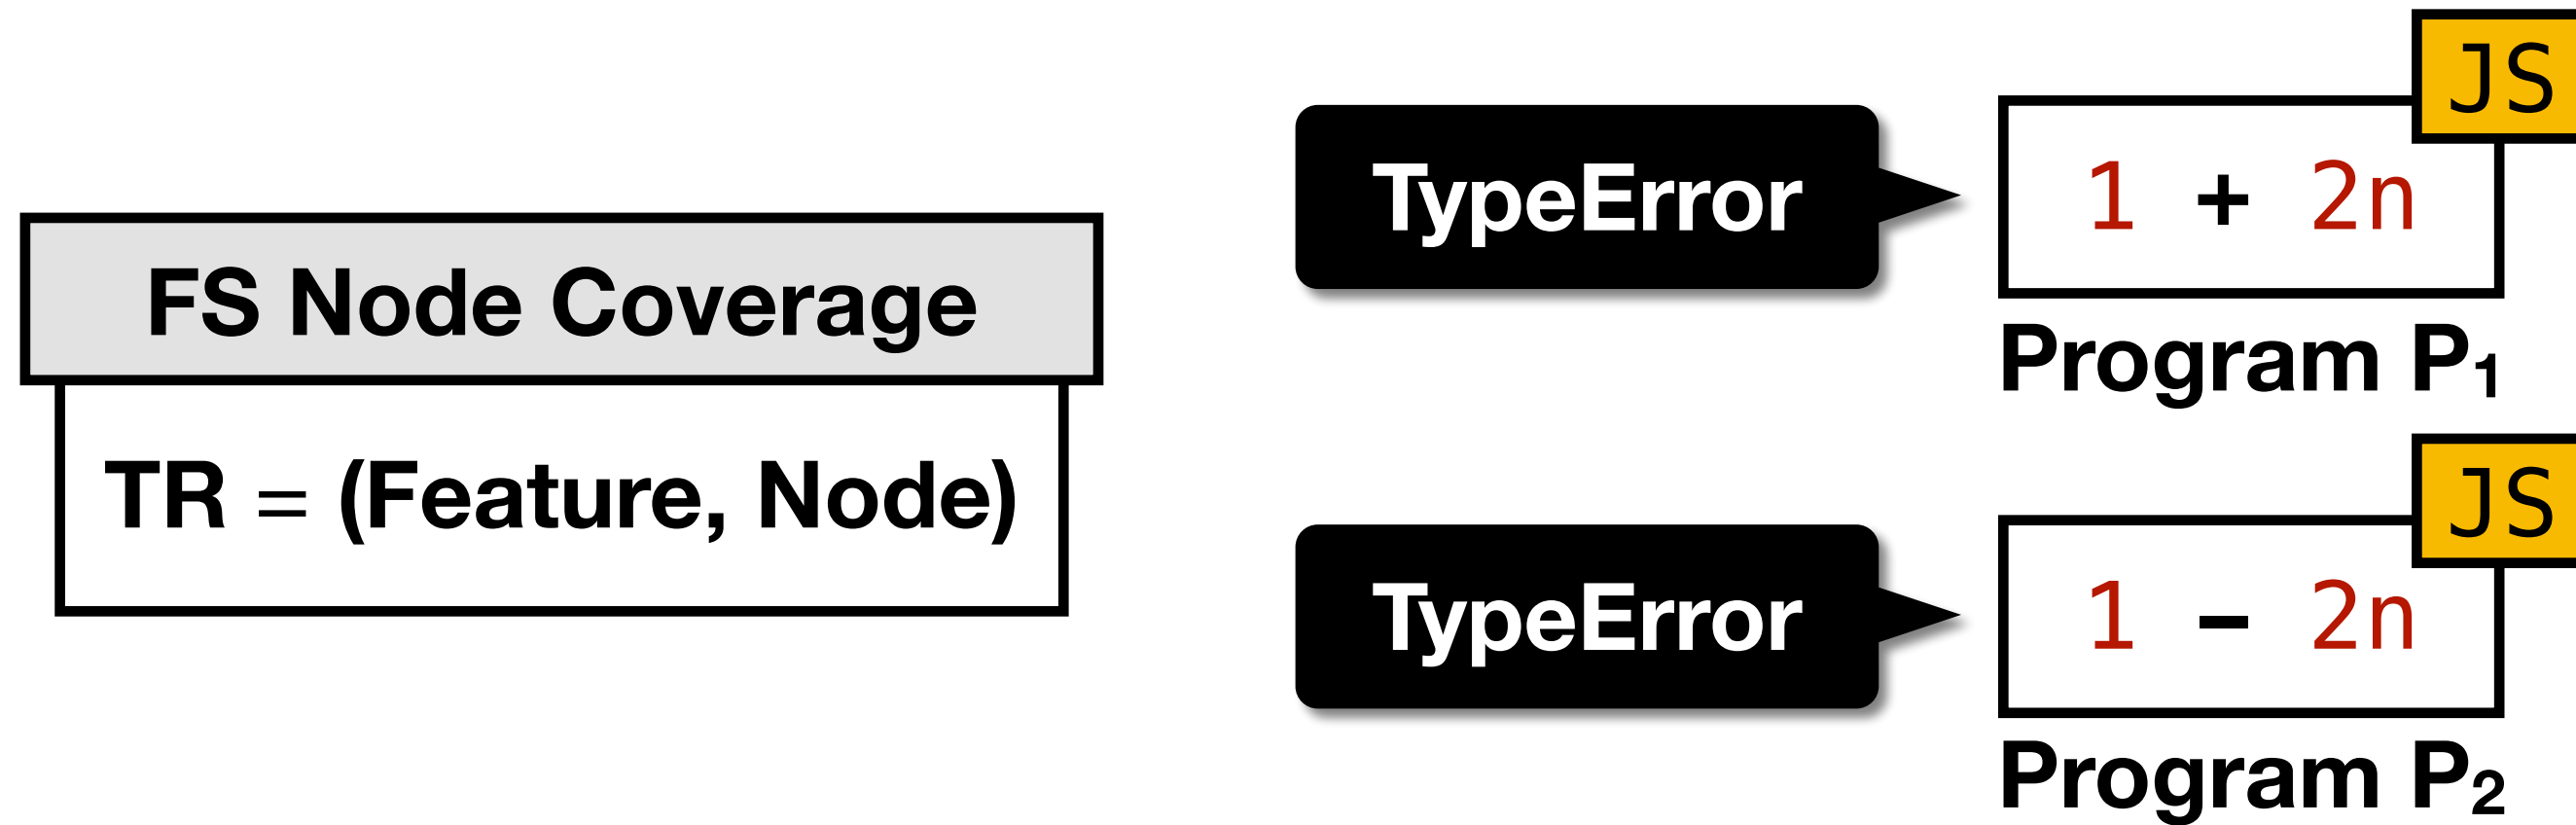 FS Node Coverage
TR = (Feature, Node)
TypeError
JS
1 + 2n
Program P₁
TypeError
JS
1 - 2n
Program P₂